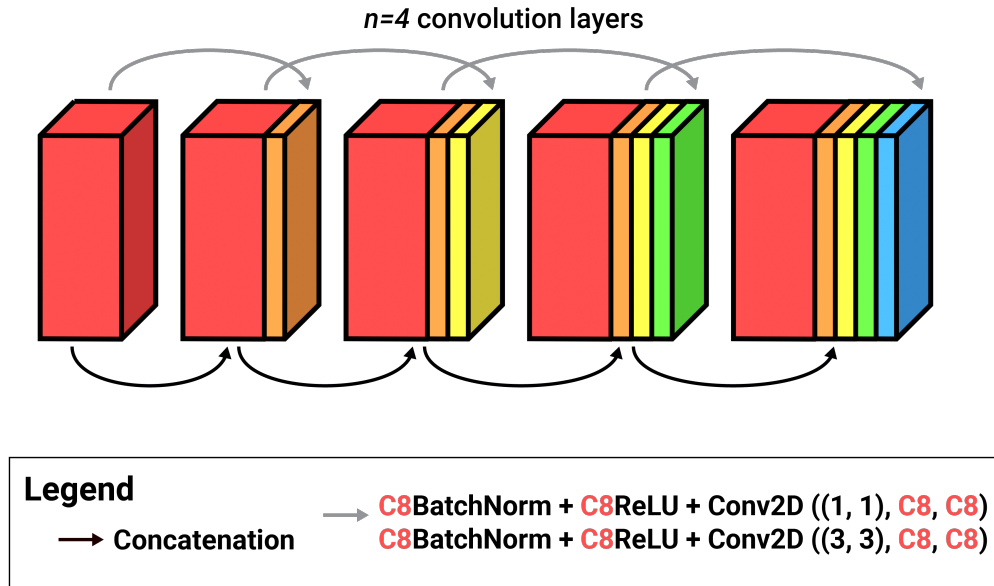 n=4 convolution layers
Legend
Concatenation
C8BatchNorm + C8ReLU + Conv2D ((1, 1), C8, C8)
C8BatchNorm + C8ReLU + Conv2D ((3, 3), C8, C8)